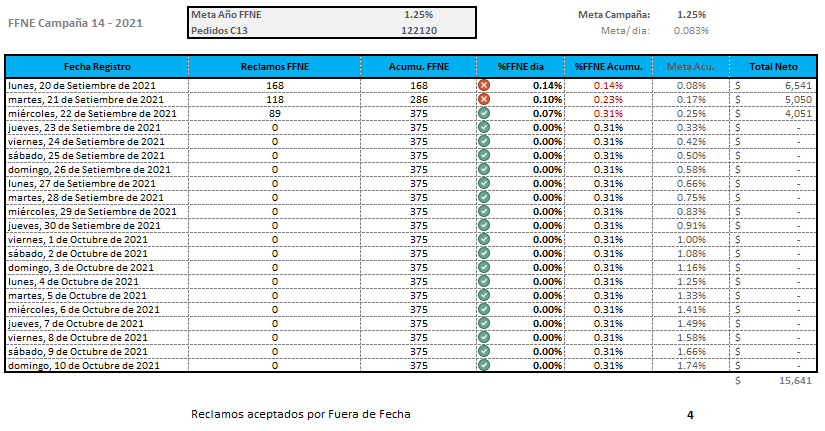 FFNE Campaña 14 - 2021
Meta Año FFNE 1.25%
Pedidos C13 122120
Meta Campaña: 1.25%
Meta/ dia: 0.083%
Fecha Registro Reclamos FFNE Acumu. FFNE %FFNE dia %FFNE Acumu. Meta Acu. Total Neto
lunes, 20 de Setiembre de 2021 168 168 0.14% 0.14% 0.08% $ 6,541
martes, 21 de Setiembre de 2021 118 286 0.10% 0.23% 0.17% $ 5,050
miércoles, 22 de Setiembre de 2021 89 375 0.07% 0.31% 0.25% $ 4,051
jueves, 23 de Setiembre de 2021 0 375 0.00% 0.31% 0.33% $ -
viernes, 24 de Setiembre de 2021 0 375 0.00% 0.31% 0.42% $ -
sábado, 25 de Setiembre de 2021 0 375 0.00% 0.31% 0.50% $ -
domingo, 26 de Setiembre de 2021 0 375 0.00% 0.31% 0.58% $ -
lunes, 27 de Setiembre de 2021 0 375 0.00% 0.31% 0.66% $ -
martes, 28 de Setiembre de 2021 0 375 0.00% 0.31% 0.75% $ -
miércoles, 29 de Setiembre de 2021 0 375 0.00% 0.31% 0.83% $ -
jueves, 30 de Setiembre de 2021 0 375 0.00% 0.31% 0.91% $ -
viernes, 1 de Octubre de 2021 0 375 0.00% 0.31% 1.00% $ -
sábado, 2 de Octubre de 2021 0 375 0.00% 0.31% 1.08% $ -
domingo, 3 de Octubre de 2021 0 375 0.00% 0.31% 1.16% $ -
lunes, 4 de Octubre de 2021 0 375 0.00% 0.31% 1.25% $ -
martes, 5 de Octubre de 2021 0 375 0.00% 0.31% 1.33% $ -
miércoles, 6 de Octubre de 2021 0 375 0.00% 0.31% 1.41% $ -
jueves, 7 de Octubre de 2021 0 375 0.00% 0.31% 1.49% $ -
viernes, 8 de Octubre de 2021 0 375 0.00% 0.31% 1.58% $ -
sábado, 9 de Octubre de 2021 0 375 0.00% 0.31% 1.66% $ -
domingo, 10 de Octubre de 2021 0 375 0.00% 0.31% 1.74% $ -
$ 15,641
Reclamos aceptados por Fuera de Fecha 4